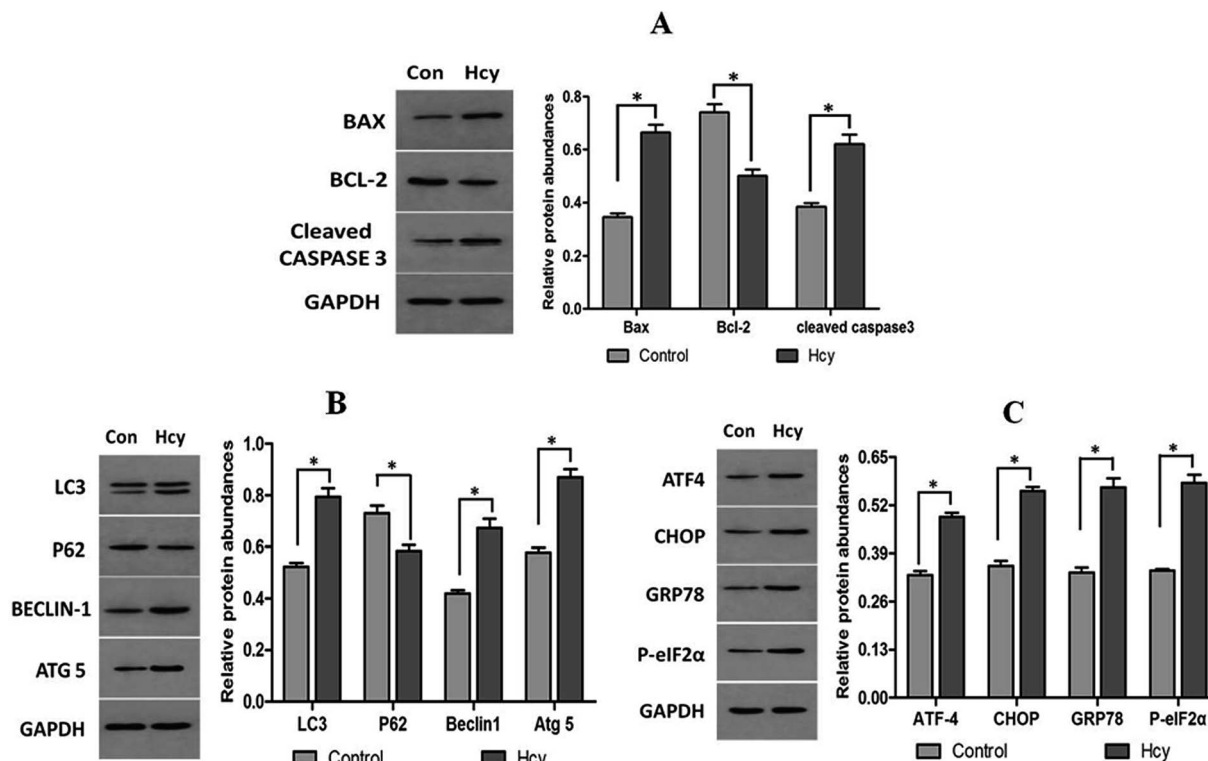 A
Con Hcy
BAX
BCL-2
Cleaved
CASPASE 3
GAPDH
Relative protein abundances
0.8
0.6
0.4
0.2
0.0
* * *
Bax Bcl-2 cleaved caspase3
Control Hcy
B
Con Hcy
LC3
P62
BECLIN-1
ATG 5
GAPDH
Relative protein abundances
1.0
0.8
0.6
0.4
0.2
0.0
* * * *
LC3 P62 Beclin1 Atg 5
Control Hcy
C
Con Hcy
ATF4
CHOP
GRP78
P-eIF2α
GAPDH
Relative protein abundances
0.65
0.52
0.39
0.26
0.13
0.00
* * * *
ATF-4 CHOP GRP78 P-eIF2α
Control Hcy